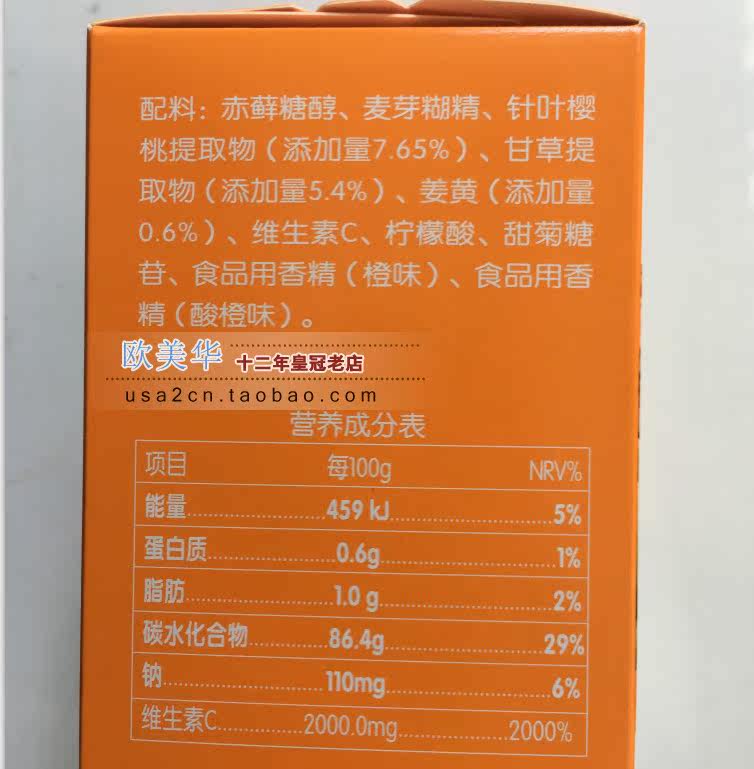 配料：赤藓糖醇、麦芽糊精、针叶樱
桃提取物（添加量7.65%）、甘草提
取物（添加量5.4%）、姜黄（添加量
0.6%）、维生素C、柠檬酸、甜菊糖
苷、食品用香精（橙味）、食品用香
精（酸橙味）。
欧美华 十二年皇冠老店
usa2cn.taobao.com
营养成分表
项目 每100g NRV%
能量 459 kJ 5%
蛋白质 0.6g 1%
脂肪 1.0 g 2%
碳水化合物 86.4g 29%
钠 110mg 6%
维生素C 2000.0mg 2000%